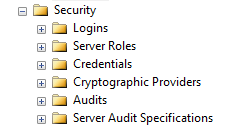 Security
Logins
Server Roles
Credentials
Cryptographic Providers
Audits
Server Audit Specifications